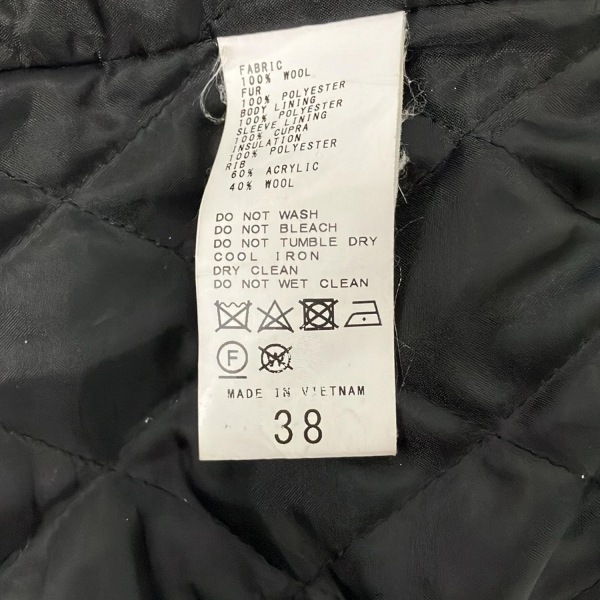 FABRIC
100% WOOL
FUR
100% POLYESTER
BODY LINING
100% POLYESTER
SLEEVE LINING
100% CUPRA
INSULATION
100% POLYESTER
RIB
60% ACRYLIC
40% WOOL
DO NOT WASH
DO NOT BLEACH
DO NOT TUMBLE DRY
COOL IRON
DRY CLEAN
DO NOT WET CLEAN
F W
MADE IN VIETNAM
38